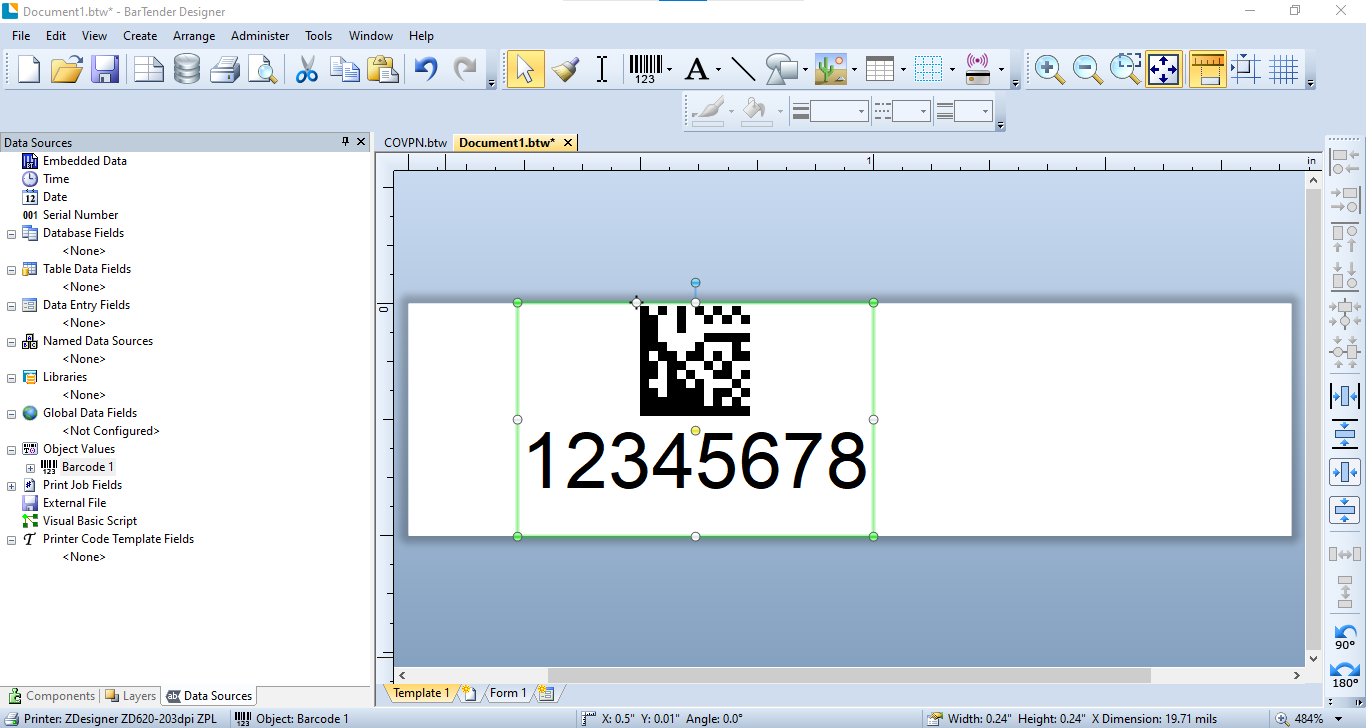 Document1.btw* - BarTender Designer
File Edit View Create Arrange Administer Tools Window Help
123 A
Data Sources
COVPN.btw Document1.btw*
Embedded Data
Time
12 Date
001 Serial Number
Database Fields
<None>
Table Data Fields
<None>
Data Entry Fields
<None>
Named Data Sources
<None>
Libraries
<None>
Global Data Fields
<Not Configured>
Object Values
123 Barcode 1
Print Job Fields
External File
Visual Basic Script
T Printer Code Template Fields
<None>
1 in
0
12345678
90°
180°
Components Layers ab Data Sources
Template 1 Form 1
Printer: ZDesigner ZD620-203dpi ZPL 123 Object: Barcode 1 X: 0.5" Y: 0.01" Angle: 0.0° Width: 0.24" Height: 0.24" X Dimension: 19.71 mils 484%